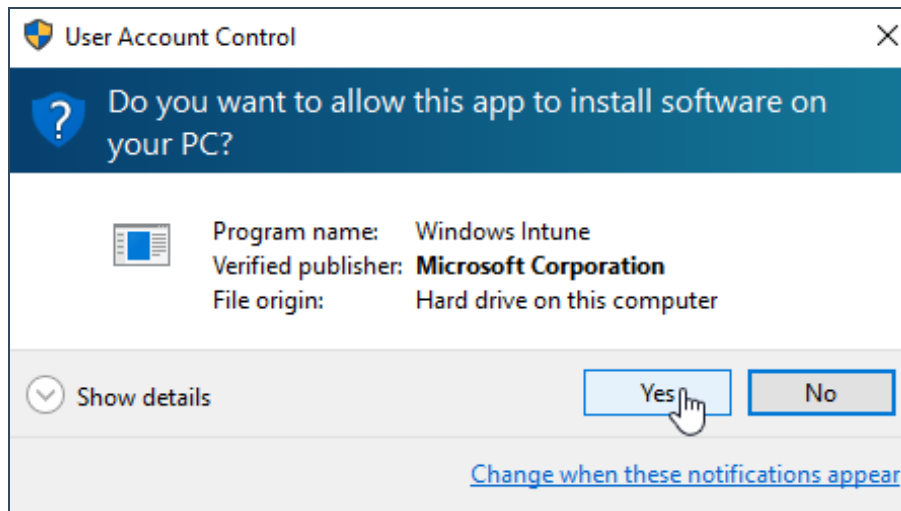 User Account Control
Do you want to allow this app to install software on
your PC?
Program name: Windows Intune
Verified publisher: Microsoft Corporation
File origin: Hard drive on this computer
Show details
Yes
No
Change when these notifications appear